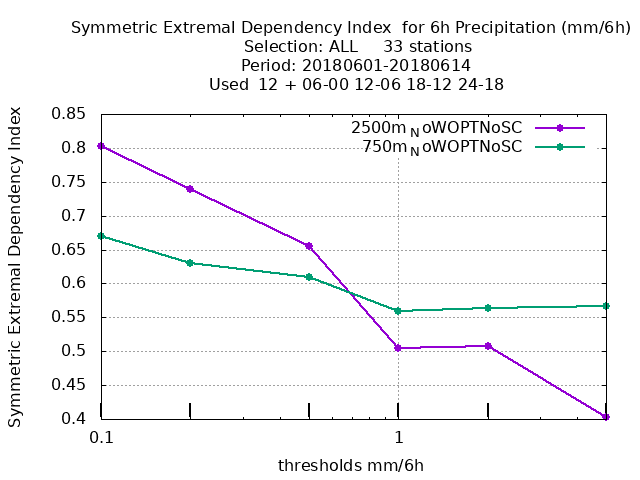 Symmetric Extremal Dependency Index  for 6h Precipitation (mm/6h)
Selection: ALL     33 stations
Period: 20180601-20180614
Used  12 + 06-00 12-06 18-12 24-18
Symmetric Extremal Dependency Index
0.85
0.8
0.75
0.7
0.65
0.6
0.55
0.5
0.45
0.4
2500mNoWOPTNoSC
750mNoWOPTNoSC
0.1
1
thresholds mm/6h